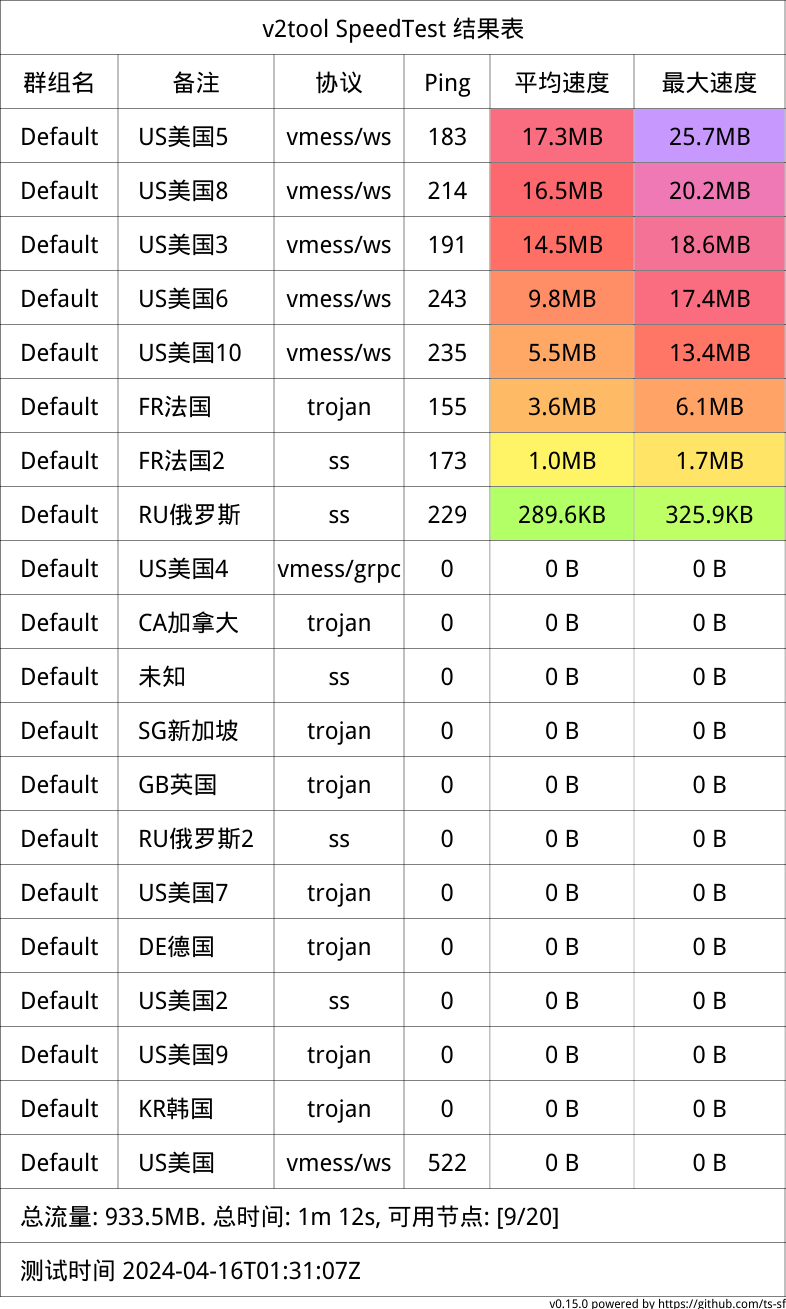 v2tool SpeedTest 结果表
群组名 备注 协议 Ping 平均速度 最大速度
Default US美国5 vmess/ws 183 17.3MB 25.7MB
Default US美国8 vmess/ws 214 16.5MB 20.2MB
Default US美国3 vmess/ws 191 14.5MB 18.6MB
Default US美国6 vmess/ws 243 9.8MB 17.4MB
Default US美国10 vmess/ws 235 5.5MB 13.4MB
Default FR法国 trojan 155 3.6MB 6.1MB
Default FR法国2 ss 173 1.0MB 1.7MB
Default RU俄罗斯 ss 229 289.6KB 325.9KB
Default US美国4 vmess/grpc 0 0 B 0 B
Default CA加拿大 trojan 0 0 B 0 B
Default 未知 ss 0 0 B 0 B
Default SG新加坡 trojan 0 0 B 0 B
Default GB英国 trojan 0 0 B 0 B
Default RU俄罗斯2 ss 0 0 B 0 B
Default US美国7 trojan 0 0 B 0 B
Default DE德国 trojan 0 0 B 0 B
Default US美国2 ss 0 0 B 0 B
Default US美国9 trojan 0 0 B 0 B
Default KR韩国 trojan 0 0 B 0 B
Default US美国 vmess/ws 522 0 B 0 B
总流量: 933.5MB. 总时间: 1m 12s, 可用节点: [9/20]
测试时间 2024-04-16T01:31:07Z
v0.15.0 powered by https://github.com/ts-sf